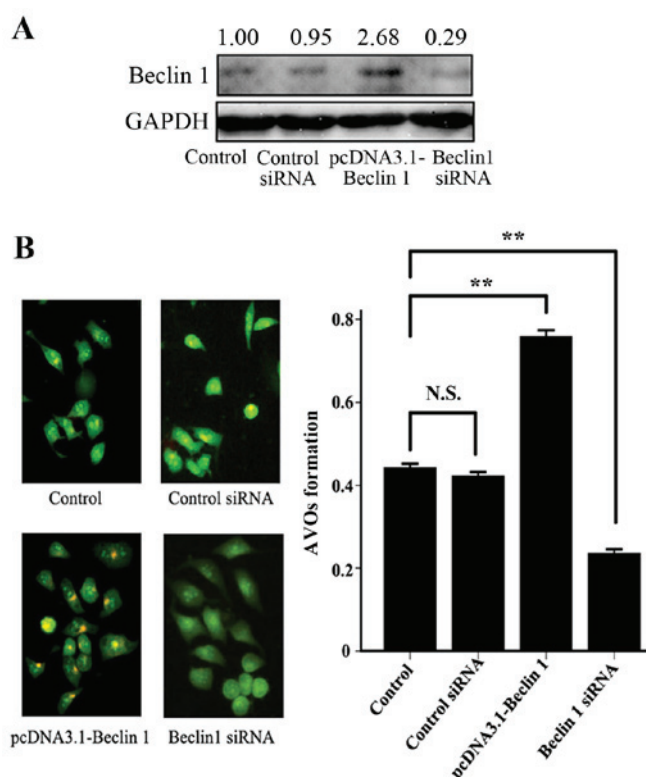 A
1.00 0.95 2.68 0.29
Beclin 1
GAPDH
Control Control siRNA pcDNA3.1-Beclin 1 Beclin1 siRNA
B
Control
Control siRNA
pcDNA3.1-Beclin 1
Beclin1 siRNA
**
**
N.S.
AVOs formation
0.8
0.6
0.4
0.2
0
Control
Control siRNA
pcDNA3.1-Beclin 1
Beclin 1 siRNA